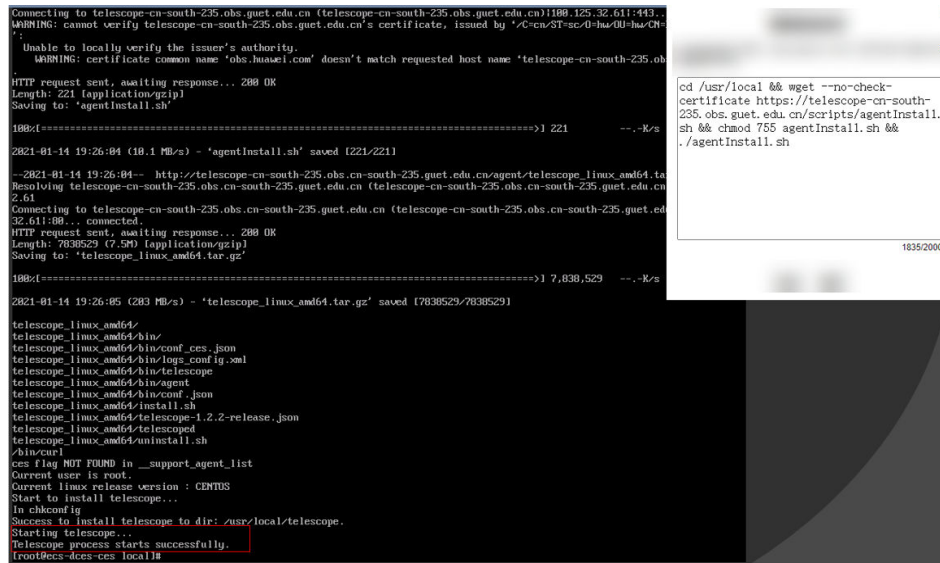 Connecting to telescope-cn-south-235.obs.guet.edu.cn (telescope-cn-south-235.obs.guet.edu.cn)|100.125.32.61|:443..
WARNING: cannot verify telescope-cn-south-235.obs.guet.edu.cn's certificate, issued by '/C=cn/ST=sc/O=hw/OU=hw/CN=
':
Unable to locally verify the issuer's authority.
WARNING: certificate common name 'obs.huawei.com' doesn't match requested host name 'telescope-cn-south-235.ob
.
HTTP request sent, awaiting response... 200 OK
Length: 221 [application/gzip]
Saving to: 'agentInstall.sh'
100%[======================================================================>] 221 --.-K/s
2021-01-14 19:26:04 (10.1 MB/s) - 'agentInstall.sh' saved [221/221]
--2021-01-14 19:26:04-- http://telescope-cn-south-235.obs.cn-south-235.guet.edu.cn/agent/telescope_linux_amd64.ta
Resolving telescope-cn-south-235.obs.cn-south-235.guet.edu.cn (telescope-cn-south-235.obs.cn-south-235.guet.edu.cn
2.61
Connecting to telescope-cn-south-235.obs.cn-south-235.guet.edu.cn (telescope-cn-south-235.obs.cn-south-235.guet.ed
32.61|:80... connected.
HTTP request sent, awaiting response... 200 OK
Length: 7838529 (7.5M) [application/gzip]
Saving to: 'telescope_linux_amd64.tar.gz'
100%[======================================================================>] 7,838,529 --.-K/s
2021-01-14 19:26:05 (203 MB/s) - 'telescope_linux_amd64.tar.gz' saved [7838529/7838529]
telescope_linux_amd64/
telescope_linux_amd64/bin/
telescope_linux_amd64/bin/conf_ces.json
telescope_linux_amd64/bin/logs_config.xml
telescope_linux_amd64/bin/telescope
telescope_linux_amd64/bin/agent
telescope_linux_amd64/bin/conf.json
telescope_linux_amd64/install.sh
telescope_linux_amd64/telescope-1.2.2-release.json
telescope_linux_amd64/telescoped
telescope_linux_amd64/uninstall.sh
/bin/curl
ces flag NOT FOUND in __support_agent_list
Current user is root.
Current linux release version : CENTOS
Start to install telescope...
In chkconfig
Success to install telescope to dir: /usr/local/telescope.
Starting telescope...
Telescope process starts successfully.
[root@ecs-dces-ces local]#
cd /usr/local && wget --no-check-
certificate https://telescope-cn-south-
235.obs.guet.edu.cn/scripts/agentInstall.
sh && chmod 755 agentInstall.sh &&
./agentInstall.sh
1835/2000